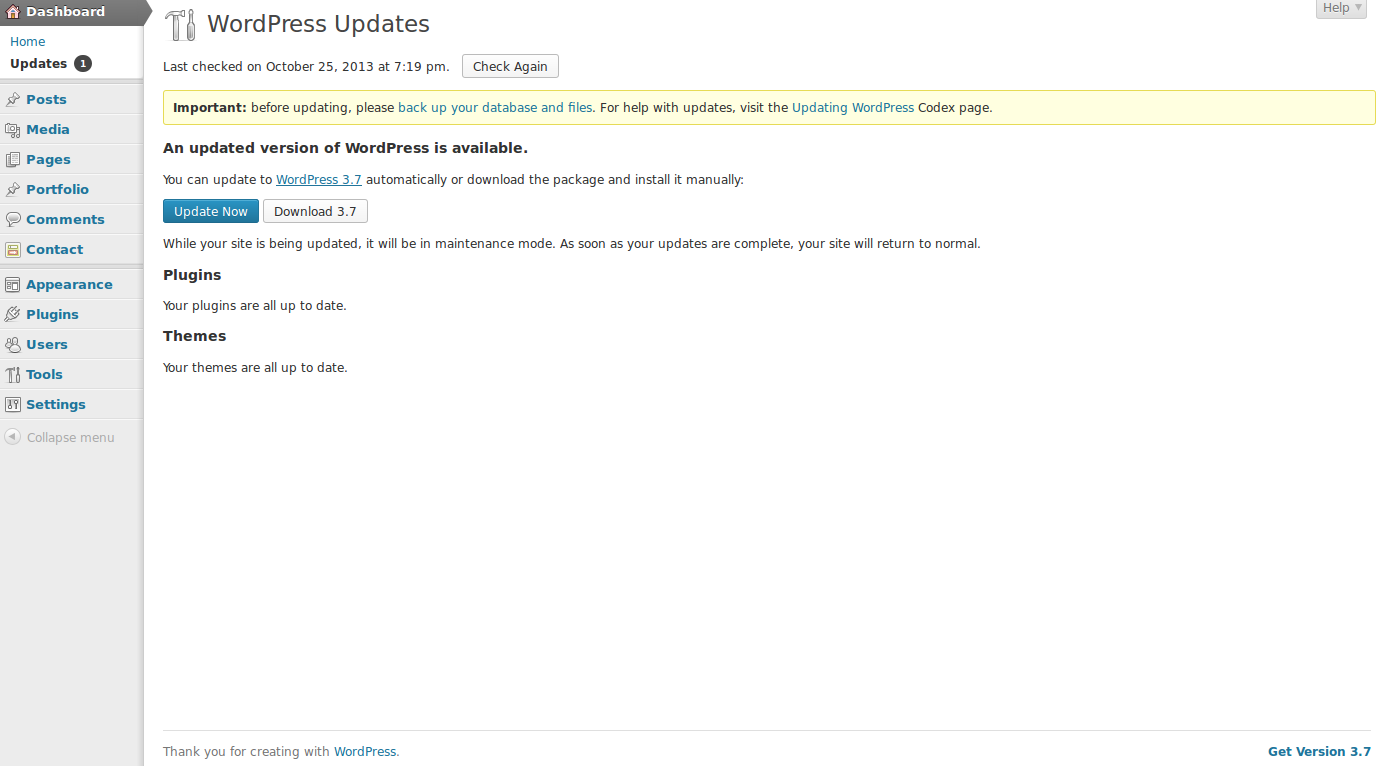 Dashboard
Home
Updates 1
Posts
Media
Pages
Portfolio
Comments
Contact
Appearance
Plugins
Users
Tools
Settings
Collapse menu
Help
WordPress Updates
Last checked on October 25, 2013 at 7:19 pm. Check Again
Important: before updating, please back up your database and files. For help with updates, visit the Updating WordPress Codex page.
An updated version of WordPress is available.
You can update to WordPress 3.7 automatically or download the package and install it manually:
Update Now Download 3.7
While your site is being updated, it will be in maintenance mode. As soon as your updates are complete, your site will return to normal.
Plugins
Your plugins are all up to date.
Themes
Your themes are all up to date.
Thank you for creating with WordPress. Get Version 3.7